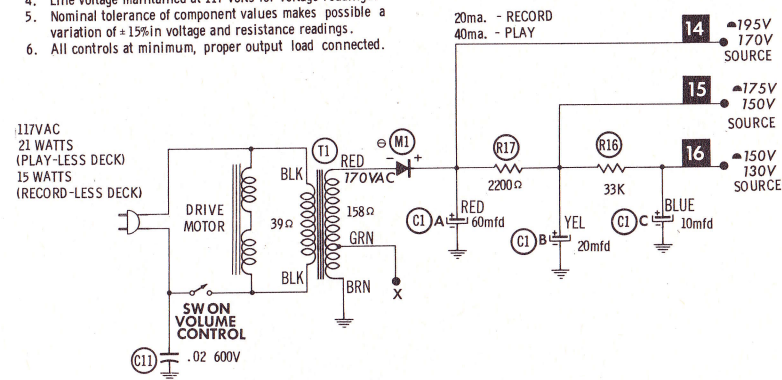 5. Nominal tolerance of component values makes possible a
variation of ± 15% in voltage and resistance readings.
6. All controls at minimum, proper output load connected.
20ma. - RECORD
40ma. - PLAY
14
195V
170V
SOURCE
15
175V
150V
SOURCE
16
150V
130V
SOURCE
117VAC
21 WATTS
(PLAY-LESS DECK)
15 WATTS
(RECORD-LESS DECK)
DRIVE
MOTOR
BLK
39Ω
BLK
T1
RED
170VAC
158Ω
GRN
BRN
X
M1
- +
R17
2200Ω
R16
33K
C1 A
RED
60mfd
C1 B
YEL
20mfd
C1 C
BLUE
10mfd
SW ON
VOLUME
CONTROL
C11
.02 600V